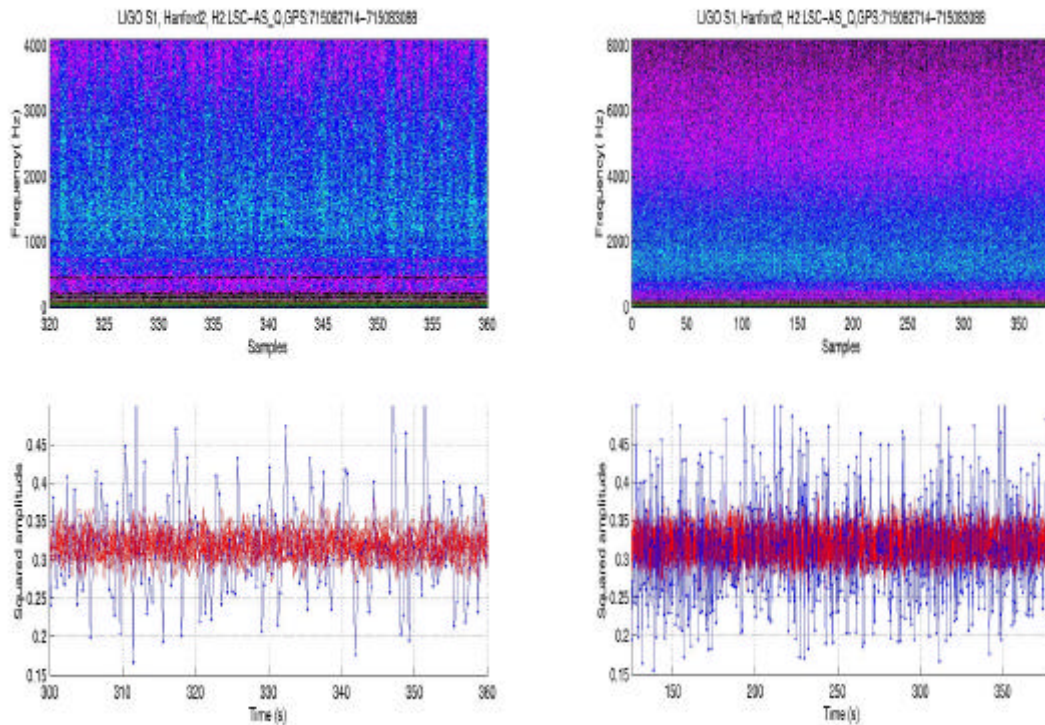 LIGO S1, Hanford2, H2 LSC-AS_Q,GPS:715082714-715083088
Frequency( Hz)
4000
3000
2000
1000
0
320 325 330 335 340 345 350 355 360
Samples
LIGO S1, Hanford2, H2 LSC-AS_Q,GPS:715082714-715083088
Frequency( Hz)
8000
6000
4000
2000
0
0 50 100 150 200 250 300 350
Samples
Squared amplitude
0.45
0.4
0.35
0.3
0.25
0.2
0.15
300 310 320 330 340 350 360
Time (s)
Squared amplitude
0.45
0.4
0.35
0.3
0.25
0.2
0.15
150 200 250 300 350
Time (s)